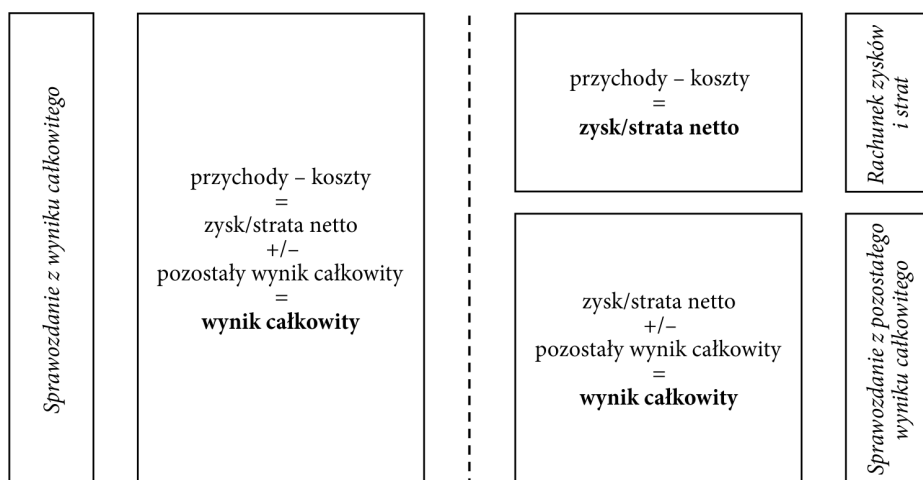 Sprawozdanie z wyniku całkowitego
przychody – koszty
=
zysk/strata netto
+/–
pozostały wynik całkowity
=
wynik całkowity
przychody – koszty
=
zysk/strata netto
Rachunek zysków
i strat
zysk/strata netto
+/–
pozostały wynik całkowity
=
wynik całkowity
Sprawozdanie z pozostałego
wyniku całkowitego